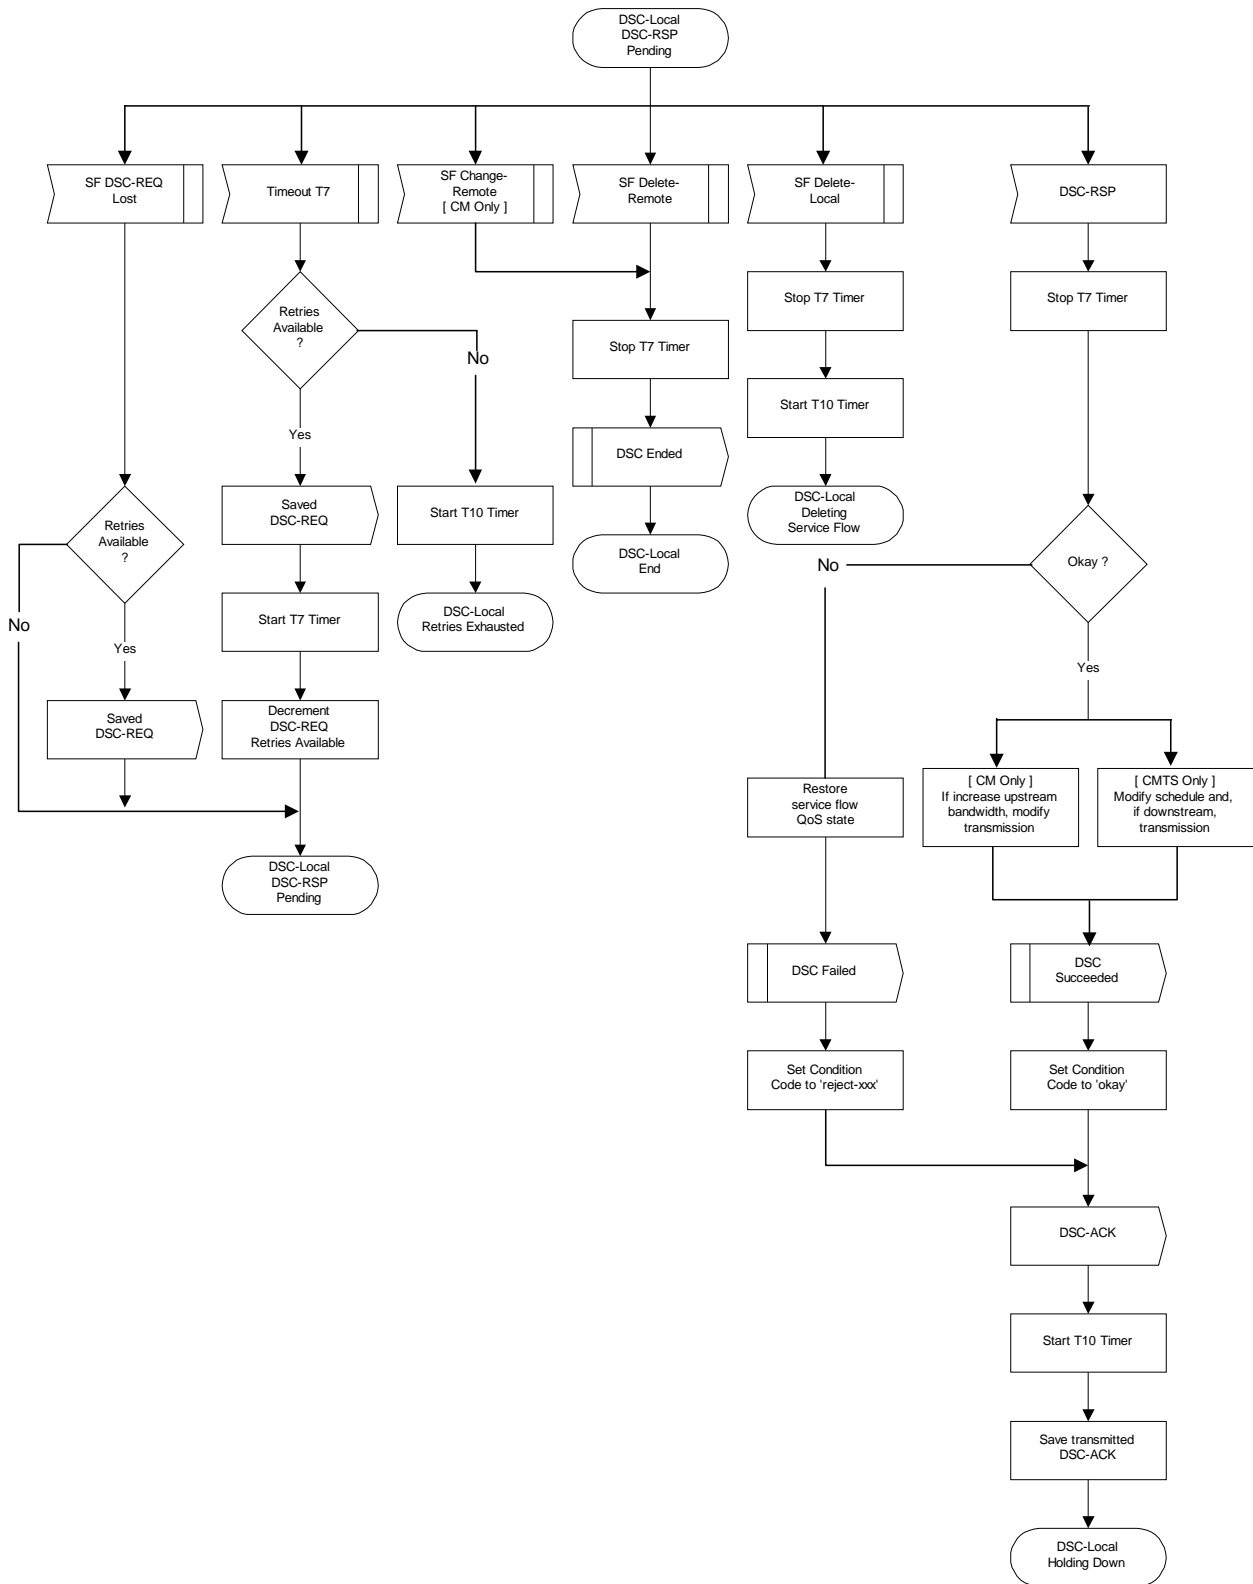 DSC-Local
DSC-RSP
Pending
SF DSC-REQ
Lost
Timeout T7
SF Change-
Remote
[ CM Only ]
SF Delete-
Remote
SF Delete-
Local
DSC-RSP
Retries
Available
?
No
Stop T7 Timer
Stop T7 Timer
Stop T7 Timer
Start T10 Timer
Yes
DSC Ended
Saved
DSC-REQ
Start T10 Timer
DSC-Local
Deleting
Service Flow
Retries
Available
?
No
DSC-Local
End
No
Okay ?
Start T7 Timer
DSC-Local
Retries Exhausted
Yes
Yes
Saved
DSC-REQ
Decrement
DSC-REQ
Retries Available
Restore
service flow
QoS state
[ CM Only ]
If increase upstream
bandwidth, modify
transmission
[ CMTS Only ]
Modify schedule and,
if downstream,
transmission
DSC-Local
DSC-RSP
Pending
DSC Failed
DSC
Succeeded
Set Condition
Code to 'reject-xxx'
Set Condition
Code to 'okay'
DSC-ACK
Start T10 Timer
Save transmitted
DSC-ACK
DSC-Local
Holding Down